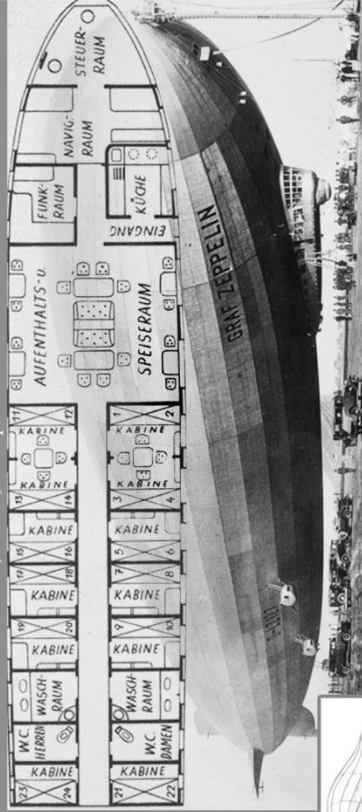 STEUER-
RAUM
NAVIG.-
RAUM
FUNK-
RAUM
KÜCHE
EINGANG
AUFENTHALTS-U.
SPEISERAUM
GRAF ZEPPELIN
11 12
KABINE
1 2
KABINE
KABINE
13 14
KABINE
3 4
KABINE
15 16
KABINE
5 6
17 18
KABINE
7 8
KABINE
19 20
KABINE
9 10
KABINE
WASCH-
RAUM
WASCH-
RAUM
W.C.
HERREN
W.C.
DAMEN
KABINE
23 24
KABINE
21 22